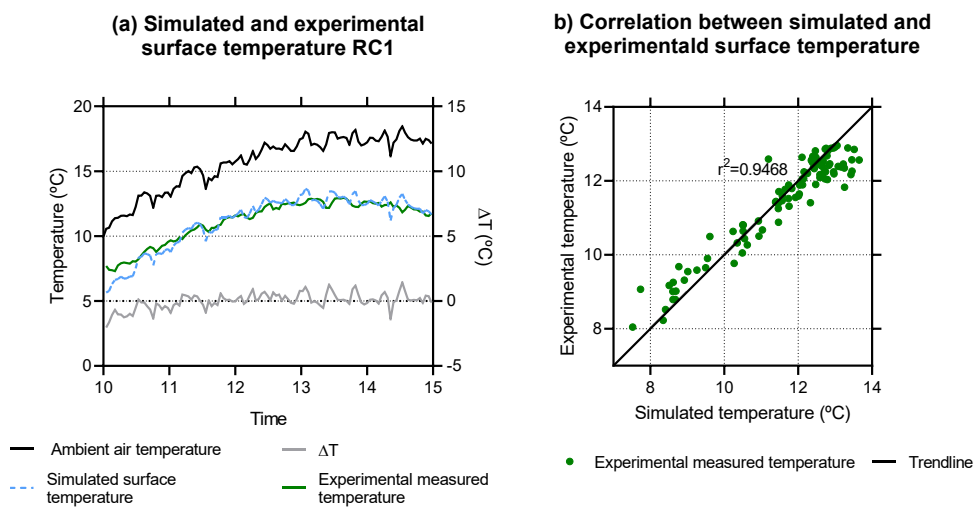 (a) Simulated and experimental
surface temperature RC1
20
15
10
5
0
Temperature (ºC)
15
10
5
0
-5
ΔT (ºC)
10
11
12
13
14
15
Time
Ambient air temperature
ΔT
Simulated surface
temperature
Experimental measured
temperature
b) Correlation between simulated and
experimentald surface temperature
14
12
10
8
Experimental temperature (ºC)
r²=0.9468
8
10
12
14
Simulated temperature (ºC)
Experimental measured temperature
Trendline